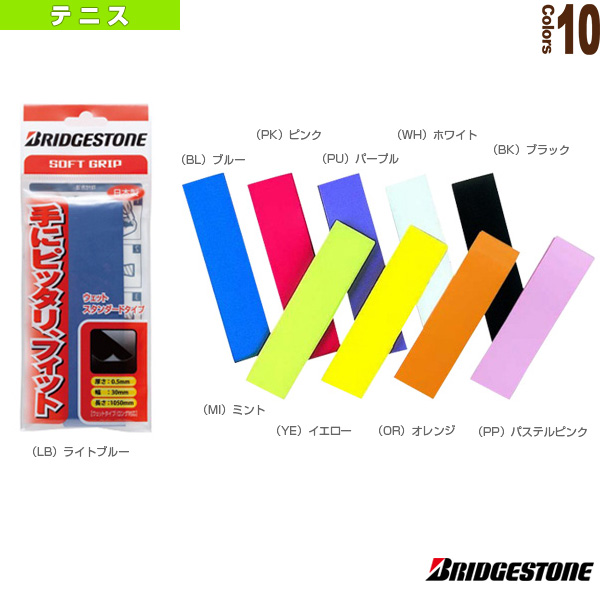 テニス
Colors 10
BRIDGESTONE
SOFT GRIP
日本製
手にピッタリ、フィット
ウェット
スタンダードタイプ
厚さ:0.5mm
幅:30mm
長さ:1050mm
(LB) ライトブルー
(BL) ブルー
(PK) ピンク
(PU) パープル
(WH) ホワイト
(BK) ブラック
(MI) ミント
(YE) イエロー
(OR) オレンジ
(PP) パステルピンク
BRIDGESTONE